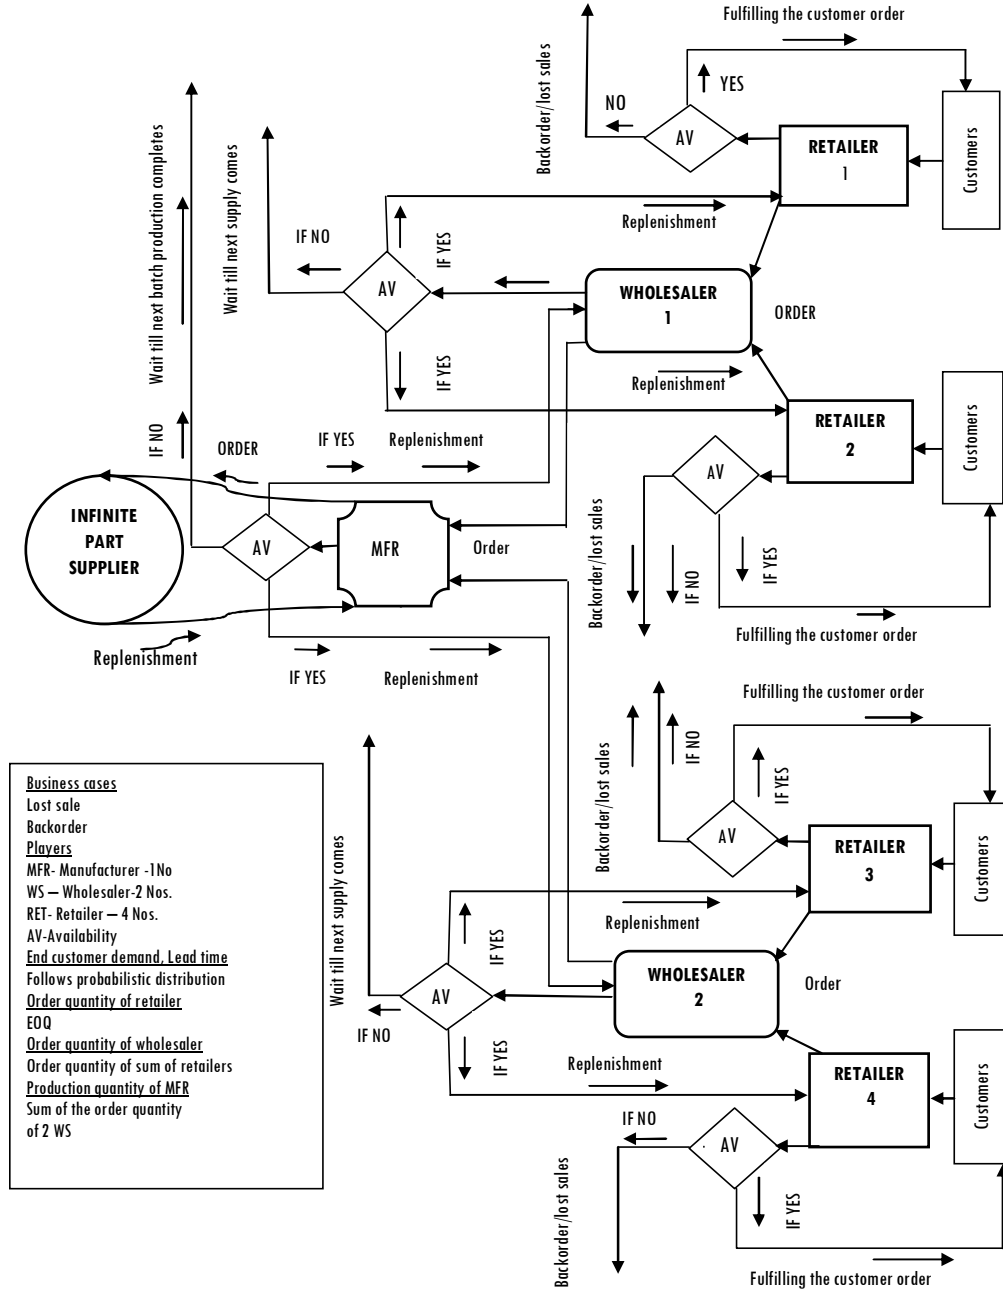 Fulfilling the customer order
YES
NO
AV
Backorder/lost sales
RETAILER
1
Customers
Replenishment
Wait till next batch production completes
Wait till next supply comes
IF NO
IF YES
AV
WHOLESALER
1
ORDER
IF YES
Replenishment
RETAILER
2
Customers
AV
Backorder/lost sales
IF NO
IF YES
Fulfilling the customer order
IF NO
ORDER
IF YES
Replenishment
INFINITE
PART
SUPPLIER
AV
MFR
Order
Replenishment
IF YES
Replenishment
Fulfilling the customer order
Backorder/lost sales
IF NO
IF YES
AV
RETAILER
3
Customers
Replenishment
Wait till next supply comes
IF YES
AV
IF NO
WHOLESALER
2
Order
IF YES
Replenishment
RETAILER
4
Customers
IF NO
AV
Backorder/lost sales
IF YES
Fulfilling the customer order
Business cases
Lost sale
Backorder
Players
MFR- Manufacturer -1No
WS – Wholesaler-2 Nos.
RET- Retailer – 4 Nos.
AV-Availability
End customer demand, Lead time
Follows probabilistic distribution
Order quantity of retailer
EOQ
Order quantity of wholesaler
Order quantity of sum of retailers
Production quantity of MFR
Sum of the order quantity
of 2 WS